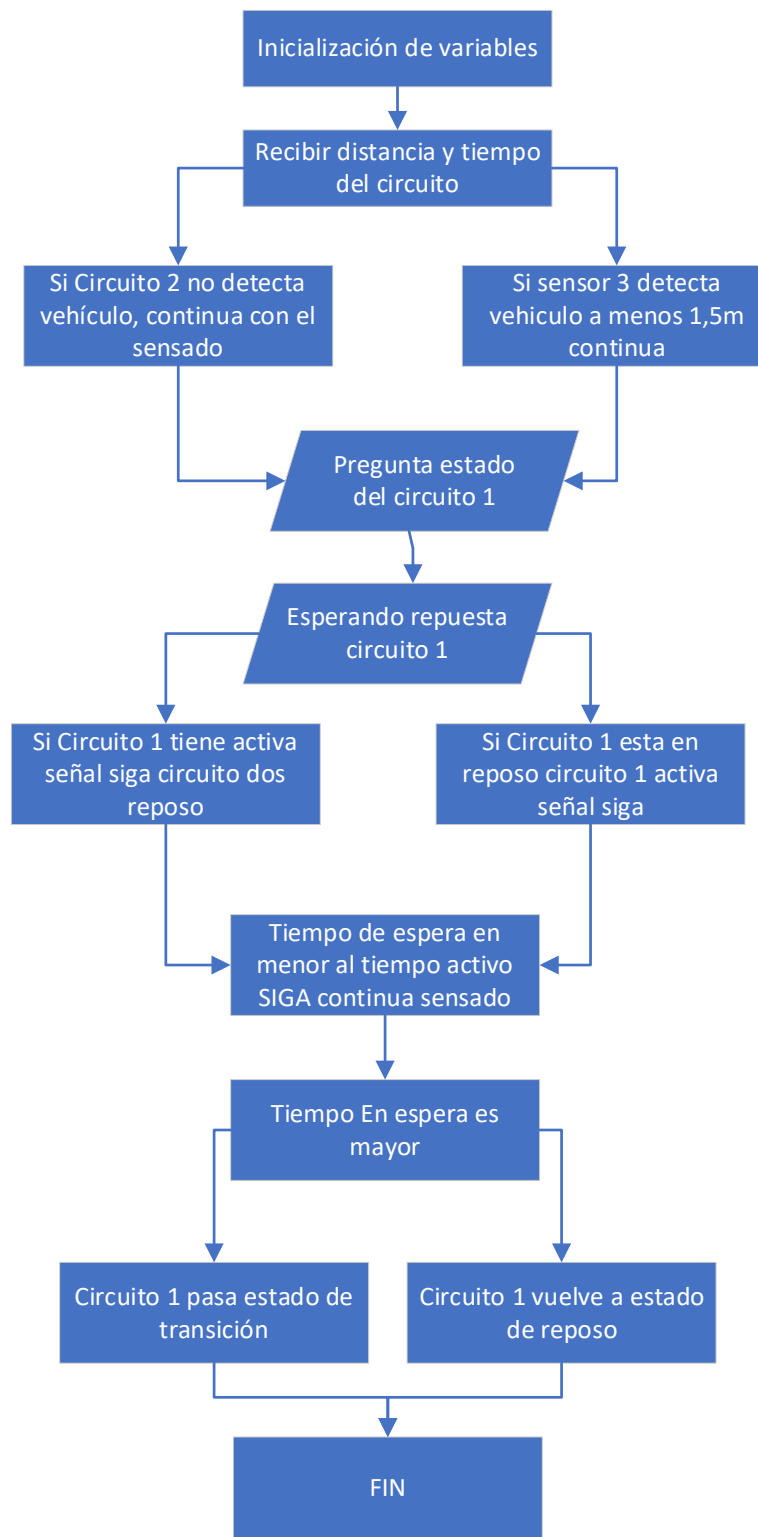 Inicialización de variables
Recibir distancia y tiempo
del circuito
Si Circuito 2 no detecta
vehículo, continua con el
sensado
Si sensor 3 detecta
vehiculo a menos 1,5m
continua
Pregunta estado
del circuito 1
Esperando repuesta
circuito 1
Si Circuito 1 tiene activa
señal siga circuito dos
reposo
Si Circuito 1 esta en
reposo circuito 1 activa
señal siga
Tiempo de espera en
menor al tiempo activo
SIGA continua sensado
Tiempo En espera es
mayor
Circuito 1 pasa estado de
transición
Circuito 1 vuelve a estado
de reposo
FIN